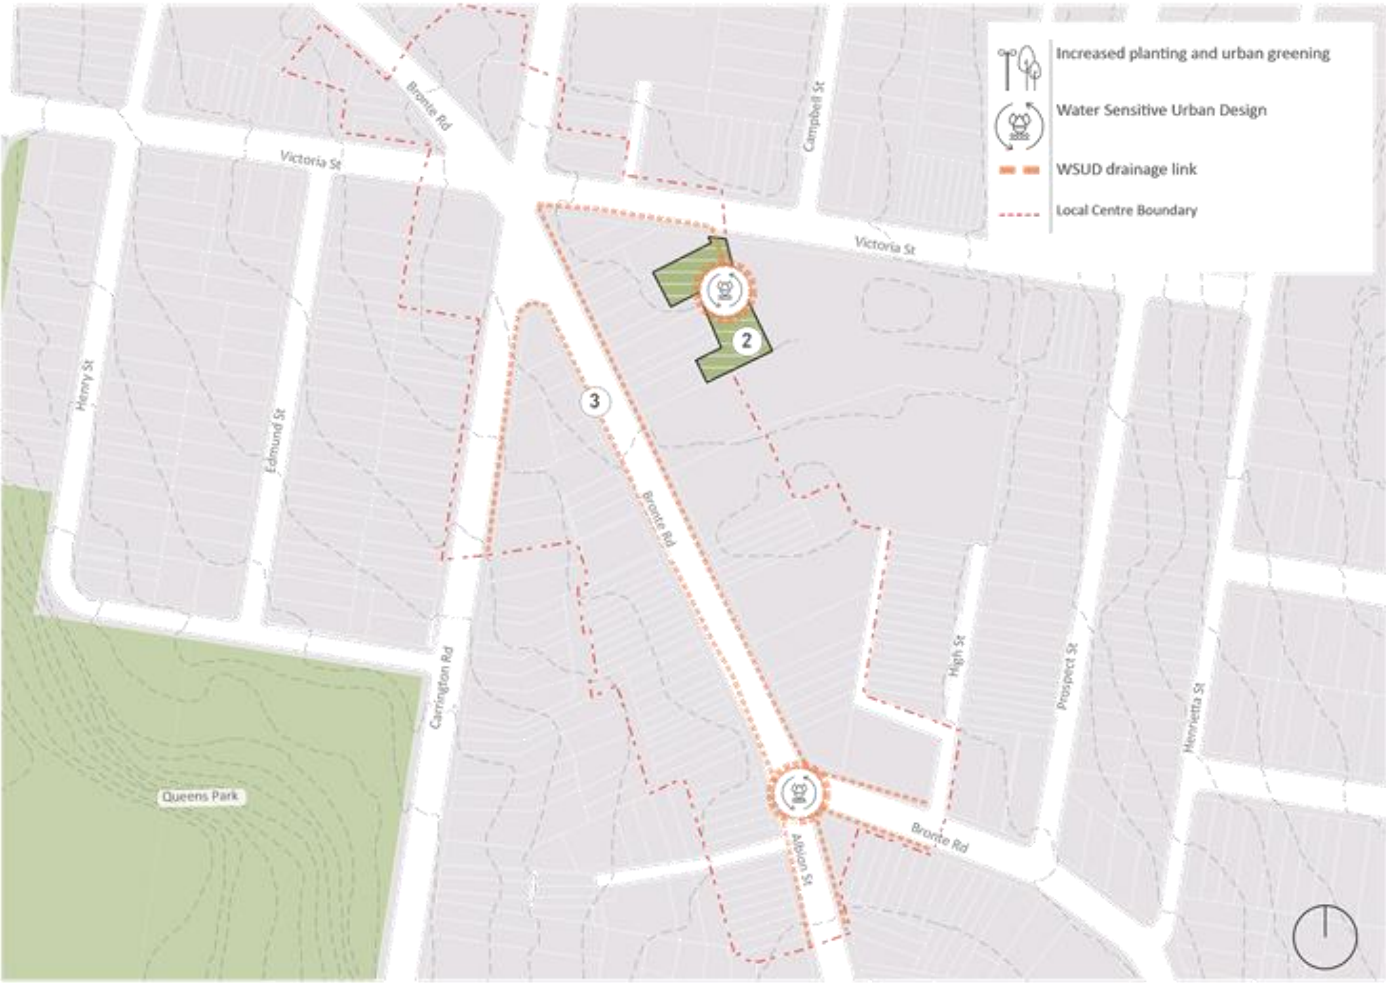 Increased planting and urban greening
Water Sensitive Urban Design
WSUD drainage link
Local Centre Boundary
Bronte Rd
Campbell St
Victoria St
Victoria St
2
3
Henry St
Edmund St
Bronte Rd
Carrington Rd
High St
Prospect St
Henrietta St
Queens Park
Bronte Rd
Albion St